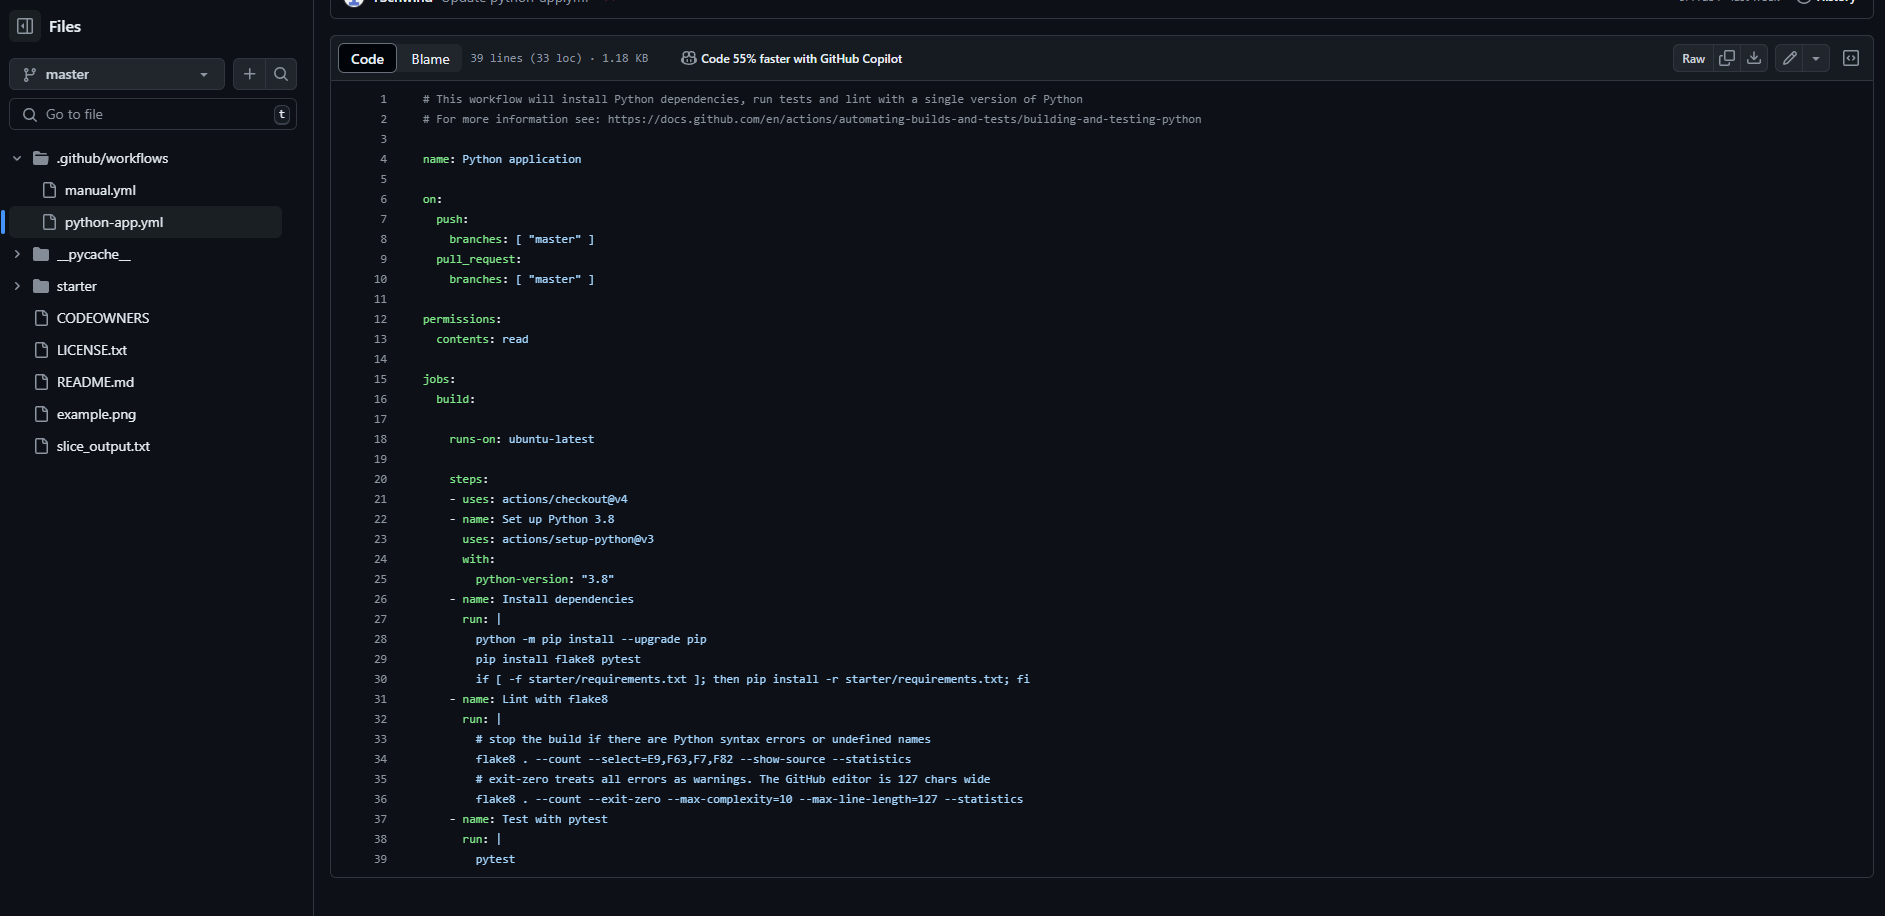 Files
master
Go to file
t
.github/workflows
manual.yml
python-app.yml
__pycache__
starter
CODEOWNERS
LICENSE.txt
README.md
example.png
slice_output.txt
Update python-app.yml
History
Code
Blame
39 lines (33 loc) · 1.18 KB
Code 55% faster with GitHub Copilot
Raw
1 # This workflow will install Python dependencies, run tests and lint with a single version of Python
2 # For more information see: https://docs.github.com/en/actions/automating-builds-and-tests/building-and-testing-python
3
4 name: Python application
5
6 on:
7   push:
8     branches: [ "master" ]
9   pull_request:
10     branches: [ "master" ]
11
12 permissions:
13   contents: read
14
15 jobs:
16   build:
17
18     runs-on: ubuntu-latest
19
20     steps:
21     - uses: actions/checkout@v4
22     - name: Set up Python 3.8
23       uses: actions/setup-python@v3
24       with:
25         python-version: "3.8"
26     - name: Install dependencies
27       run: |
28         python -m pip install --upgrade pip
29         pip install flake8 pytest
30         if [ -f starter/requirements.txt ]; then pip install -r starter/requirements.txt; fi
31     - name: Lint with flake8
32       run: |
33         # stop the build if there are Python syntax errors or undefined names
34         flake8 . --count --select=E9,F63,F7,F82 --show-source --statistics
35         # exit-zero treats all errors as warnings. The GitHub editor is 127 chars wide
36         flake8 . --count --exit-zero --max-complexity=10 --max-line-length=127 --statistics
37     - name: Test with pytest
38       run: |
39         pytest